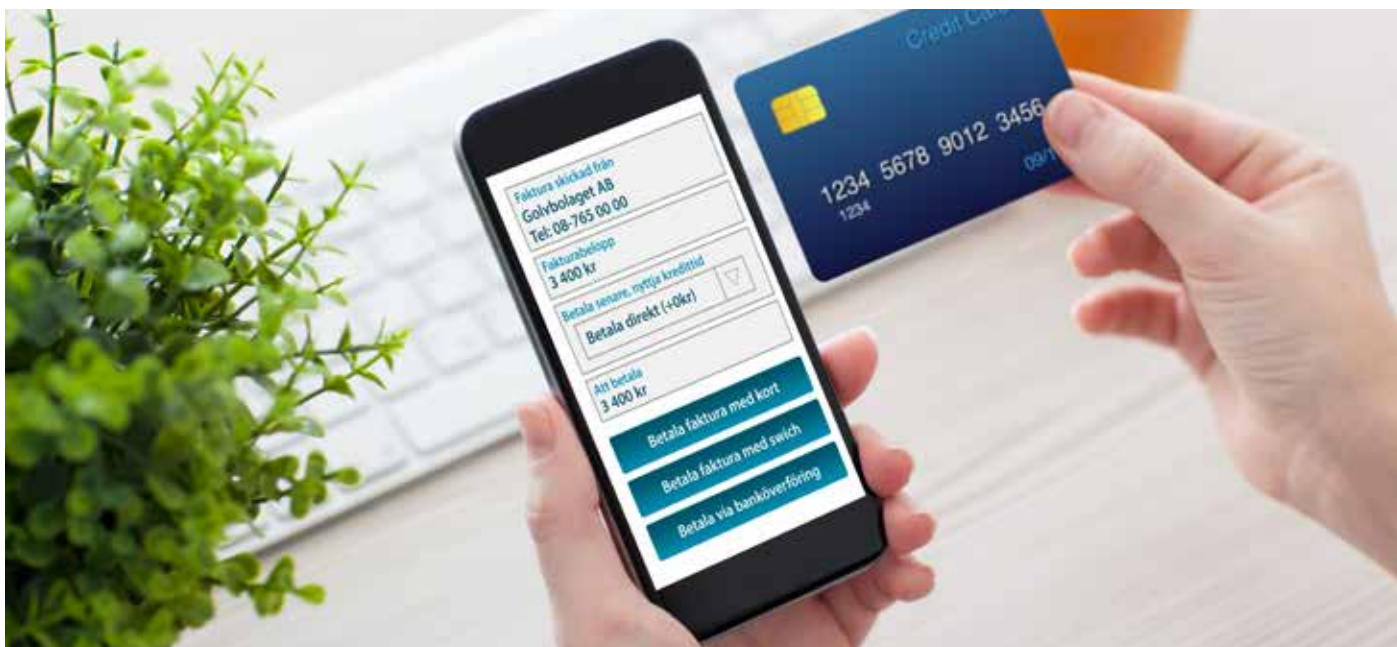 Faktura skickad från
Golvbolaget AB
Tel: 08-765 00 00
Fakturabelopp
3 400 kr
Betala senare, nyttja kredittid
Betala direkt (+0kr)
Att betala
3 400 kr
Betala faktura med kort
Betala faktura med swich
Betala via banköverföring
Credit
1234 5678 9012 3456
1234
09/1